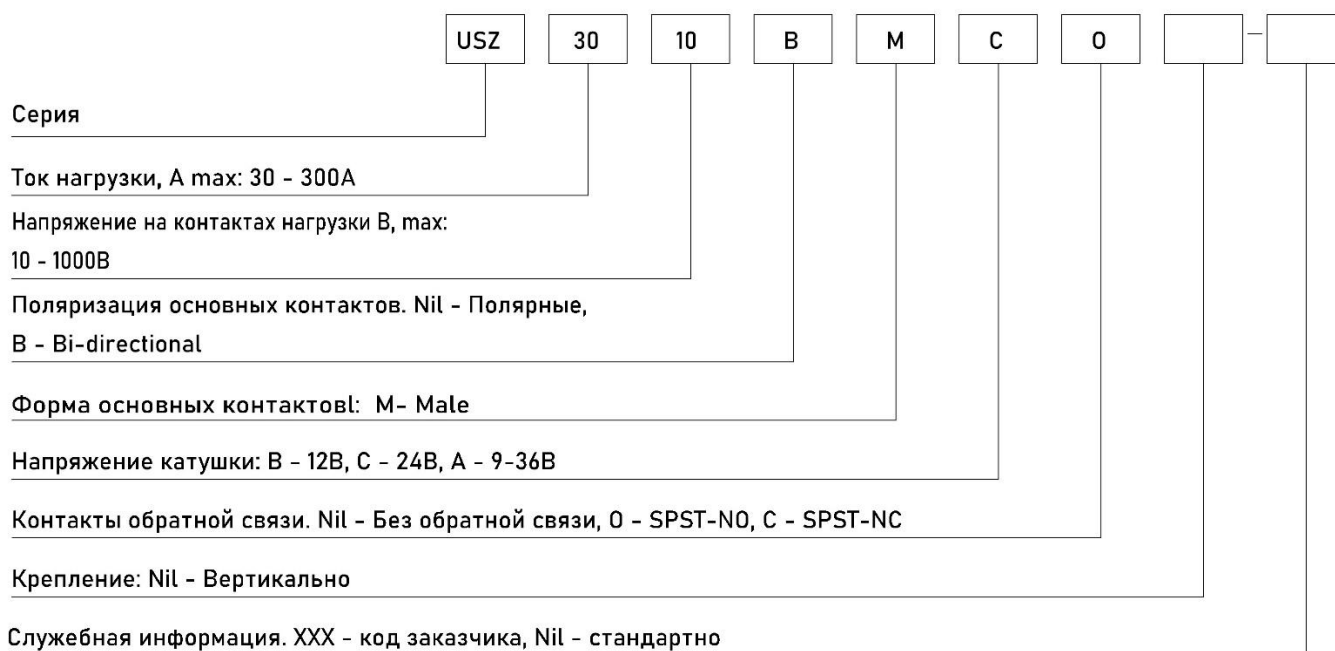 USZ 30 10 B M C O –
Серия
Ток нагрузки, А max: 30 - 300А
Напряжение на контактах нагрузки В, max:
10 - 1000В
Поляризация основных контактов. Nil - Полярные,
B - Bi-directional
Форма основных контактовl: M- Male
Напряжение катушки: B - 12В, C - 24В, A - 9-36В
Контакты обратной связи. Nil - Без обратной связи, O - SPST-NO, C - SPST-NC
Крепление: Nil - Вертикально
Служебная информация. XXX - код заказчика, Nil - стандартно